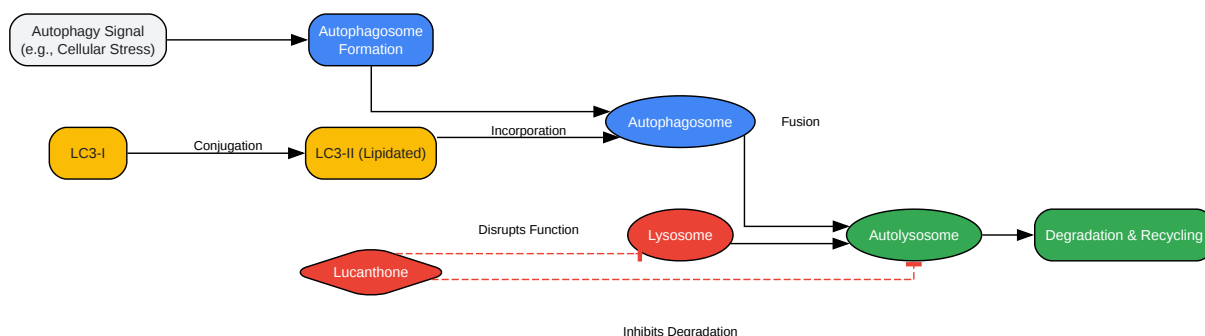 Autophagy Signal
(e.g., Cellular Stress)
Autophagosome
Formation
Autophagosome
Fusion
LC3-I
Conjugation
LC3-II (Lipidated)
Incorporation
Disrupts Function
Lysosome
Autolysosome
Degradation & Recycling
Lucanthone
Inhibits Degradation